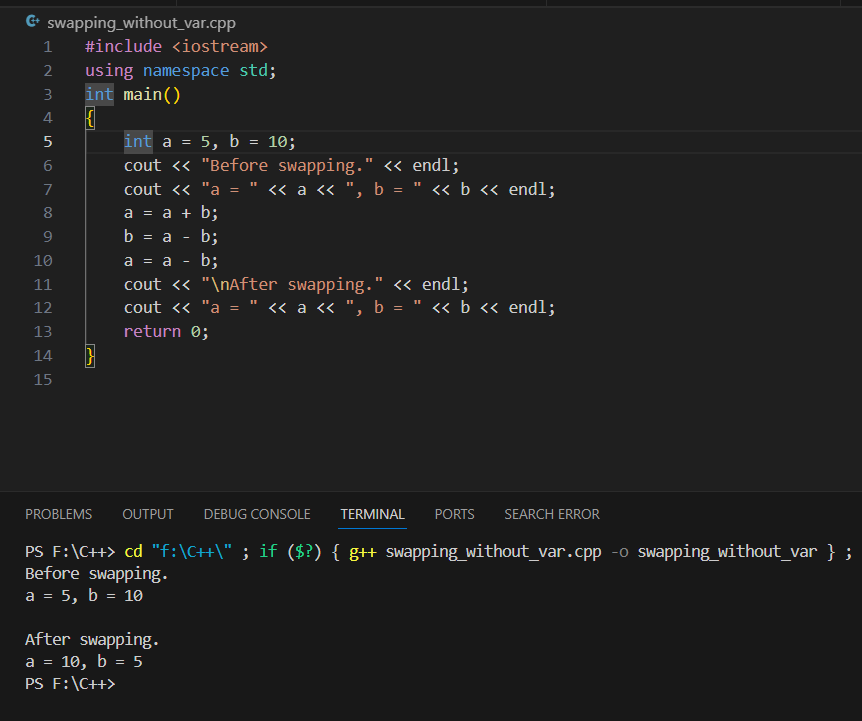 swapping_without_var.cpp
1 #include <iostream>
2 using namespace std;
3 int main()
4 {
5     int a = 5, b = 10;
6     cout << "Before swapping." << endl;
7     cout << "a = " << a << ", b = " << b << endl;
8     a = a + b;
9     b = a - b;
10     a = a - b;
11     cout << "\nAfter swapping." << endl;
12     cout << "a = " << a << ", b = " << b << endl;
13     return 0;
14 }
15
PROBLEMS OUTPUT DEBUG CONSOLE TERMINAL PORTS SEARCH ERROR
PS F:\C++> cd "f:\C++\" ; if ($?) { g++ swapping_without_var.cpp -o swapping_without_var } ;
Before swapping.
a = 5, b = 10

After swapping.
a = 10, b = 5
PS F:\C++>